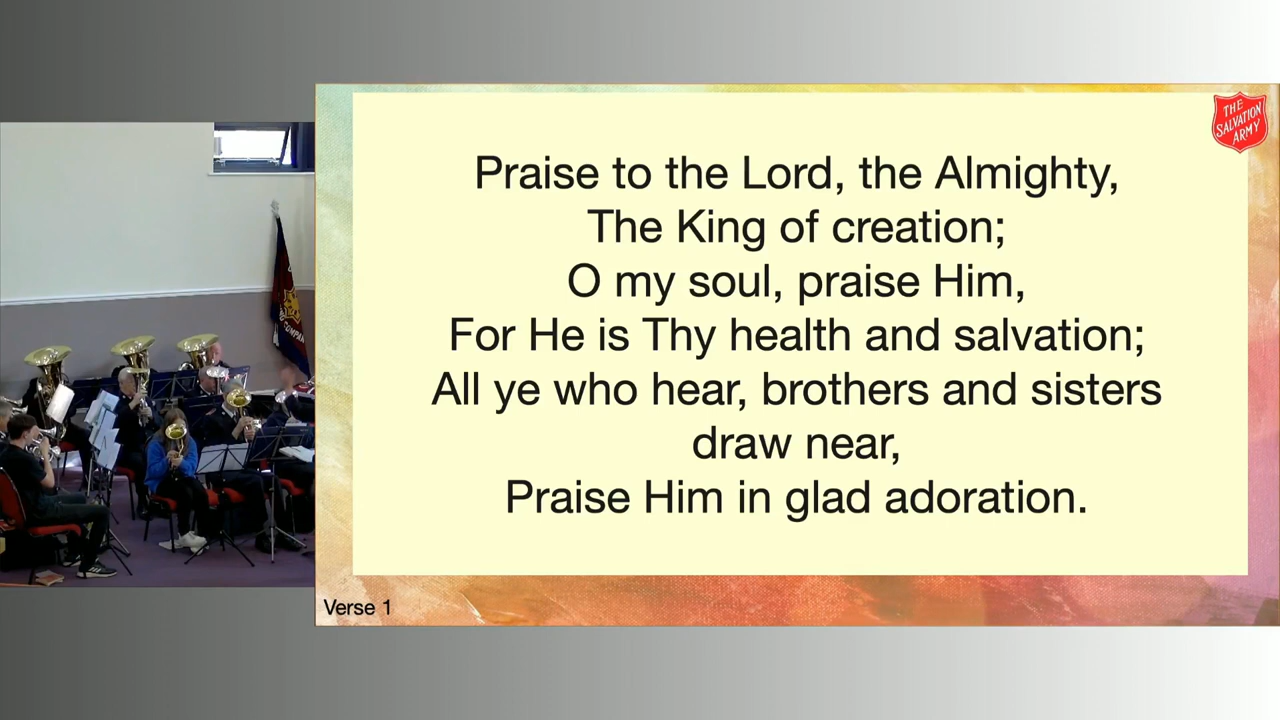 THE
SALVATION
ARMY
Praise to the Lord, the Almighty,
The King of creation;
O my soul, praise Him,
For He is Thy health and salvation;
All ye who hear, brothers and sisters
draw near,
Praise Him in glad adoration.
Verse 1